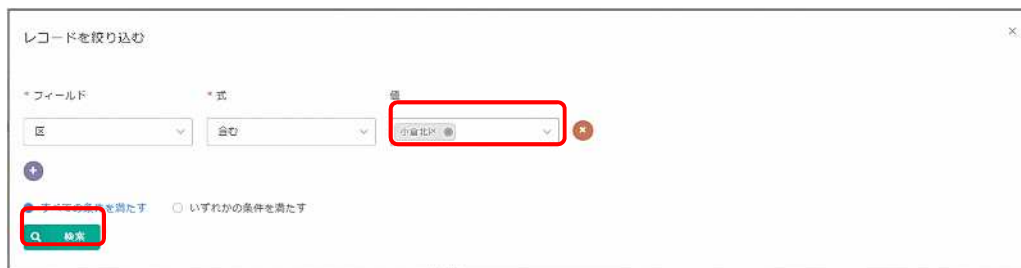 レコードを絞り込む
×
* フィールド
* 式
値
区
含む
小倉北区
すべての条件を満たす
いずれかの条件を満たす
検索